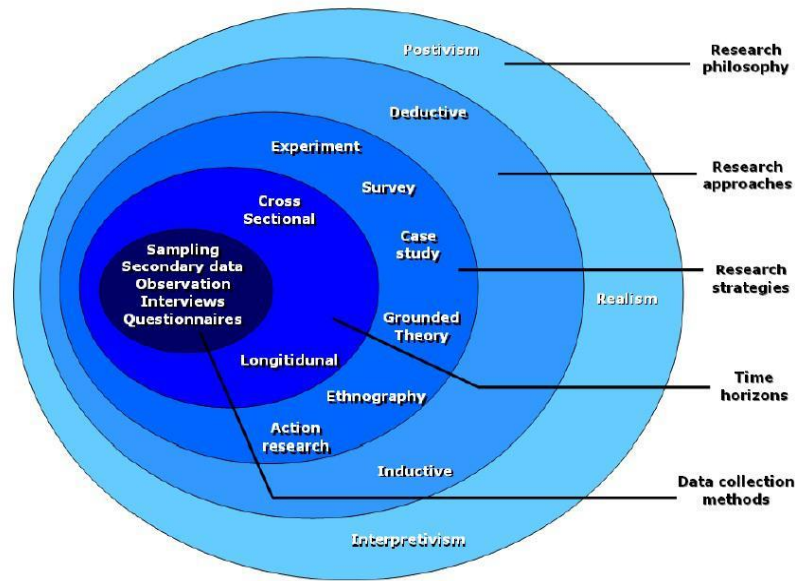 Postivism
Research
philosophy
Deductive
Experiment
Research
approaches
Survey
Cross
Sectional
Case
study
Sampling
Secondary data
Observation
Interviews
Questionnaires
Research
strategies
Realism
Grounded
Theory
Longitidunal
Time
horizons
Ethnography
Action
research
Inductive
Data collection
methods
Interpretivism